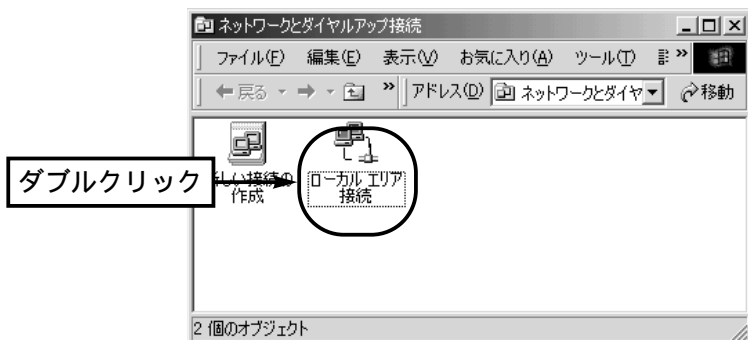 ネットワークとダイヤルアップ接続
ファイル(F) 編集(E) 表示(V) お気に入り(A) ツール(T) »
戻る » アドレス(D) ネットワークとダイヤ 移動
ダブルクリック
しい接続の
作成
ローカル エリア
接続
2 個のオブジェクト